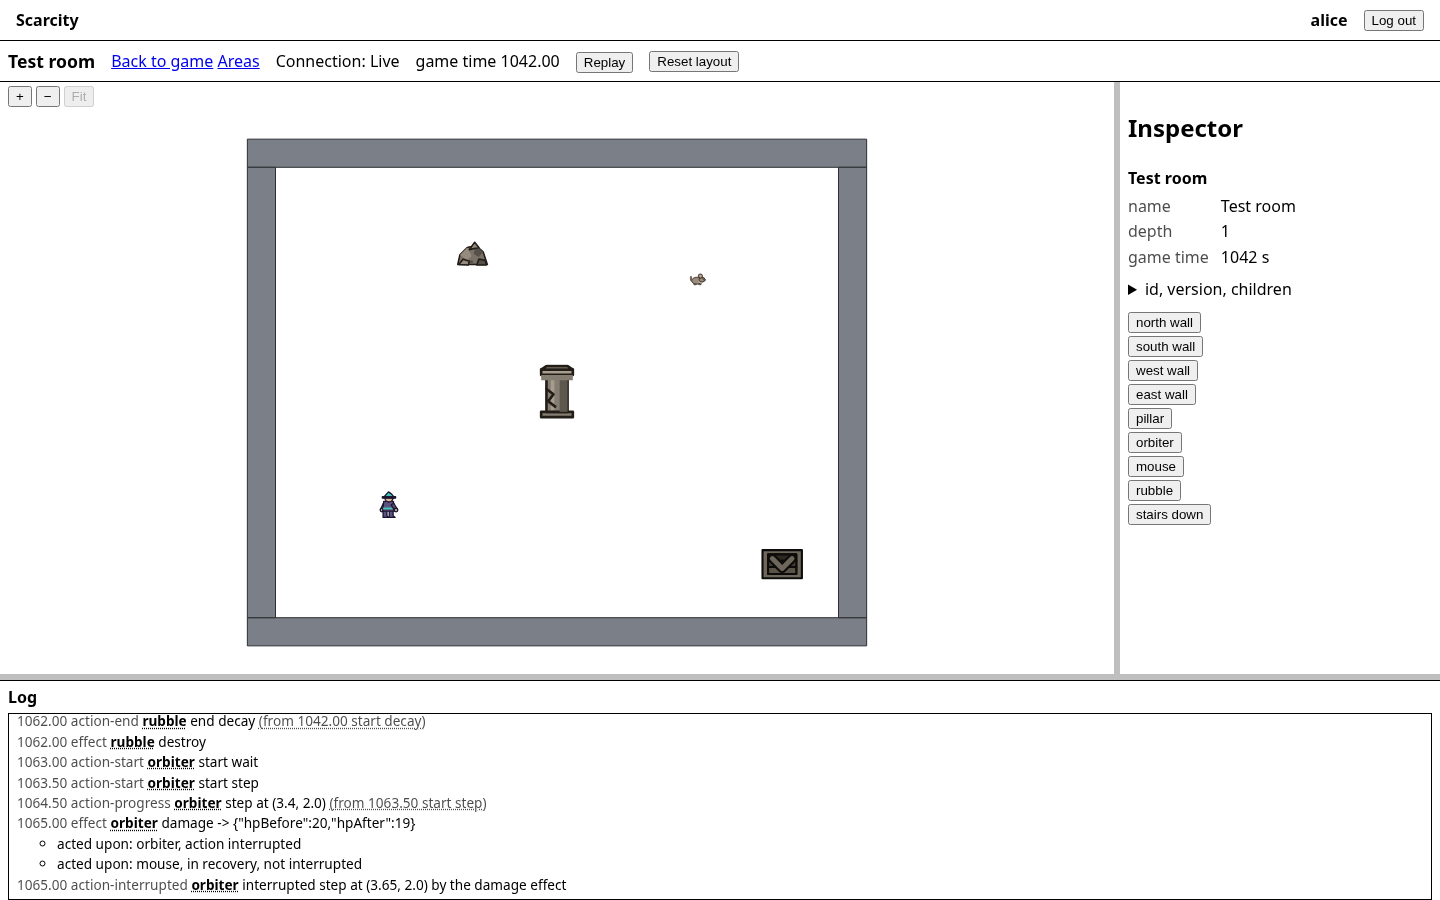 Scarcity
alice Log out
Test room Back to game Areas Connection: Live game time 1042.00 Replay Reset layout
+ − Fit
Inspector
Test room
name Test room
depth 1
game time 1042 s
▶ id, version, children
north wall
south wall
west wall
east wall
pillar
orbiter
mouse
rubble
stairs down
Log
1062.00 action-end rubble end decay (from 1042.00 start decay)
1062.00 effect rubble destroy
1063.00 action-start orbiter start wait
1063.50 action-start orbiter start step
1064.50 action-progress orbiter step at (3.4, 2.0) (from 1063.50 start step)
1065.00 effect orbiter damage -> {"hpBefore":20,"hpAfter":19}
acted upon: orbiter, action interrupted
acted upon: mouse, in recovery, not interrupted
1065.00 action-interrupted orbiter interrupted step at (3.65, 2.0) by the damage effect